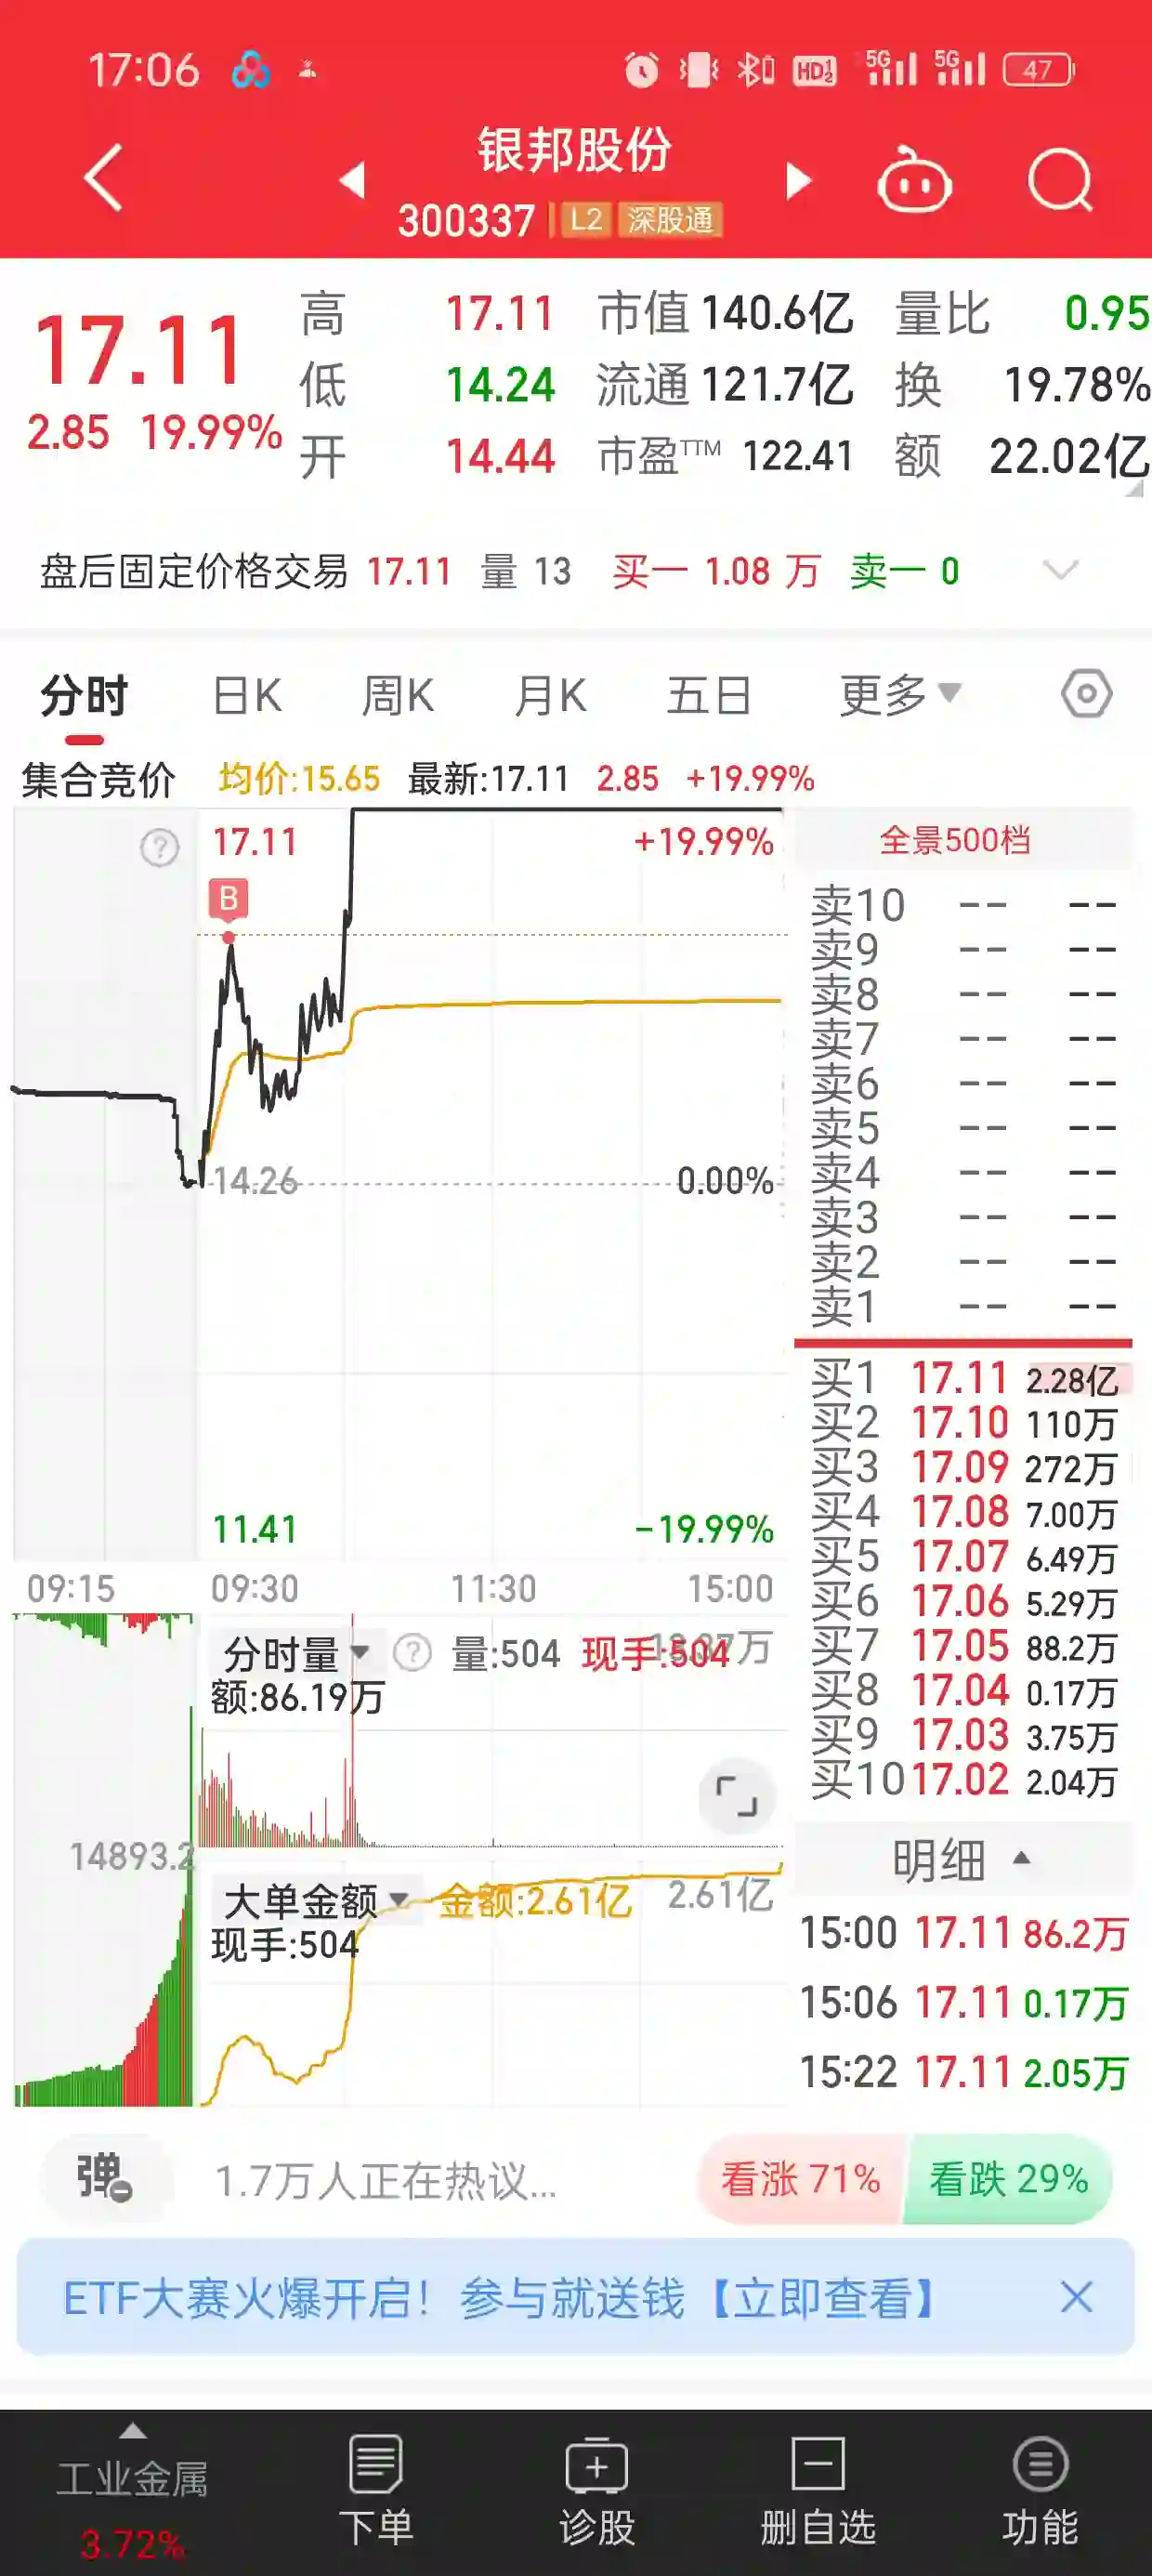 17:06 HD 1 2 5G 5G 47
银邦股份
300337 L2 深股通
17.11
2.85 19.99%
高 17.11 市值 140.6亿 量比 0.95
低 14.24 流通 121.7亿 换 19.78%
开 14.44 市盈TTM 122.41 额 22.02亿
盘后固定价格交易 17.11 量 13 买一 1.08 万 卖一 0
分时 日K 周K 月K 五日 更多
集合竞价 均价:15.65 最新:17.11 2.85 +19.99%
? 17.11 +19.99%
B
14.26 0.00%
11.41 -19.99%
09:15 09:30 11:30 15:00
分时量 ? 量:504 现手:504
额:86.19万
14893.2
大单金额 金额:2.61亿 2.61亿
现手:504
全景500档
卖10 -- --
卖9 -- --
卖8 -- --
卖7 -- --
卖6 -- --
卖5 -- --
卖4 -- --
卖3 -- --
卖2 -- --
卖1 -- --
买1 17.11 2.28亿
买2 17.10 110万
买3 17.09 272万
买4 17.08 7.00万
买5 17.07 6.49万
买6 17.06 5.29万
买7 17.05 88.2万
买8 17.04 0.17万
买9 17.03 3.75万
买10 17.02 2.04万
明细
15:00 17.11 86.2万
15:06 17.11 0.17万
15:22 17.11 2.05万
弹 1.7万人正在热议... 看涨 71% 看跌 29%
ETF大赛火爆开启！参与就送钱【立即查看】
工业金属
3.72%
下单
诊股
删自选
功能